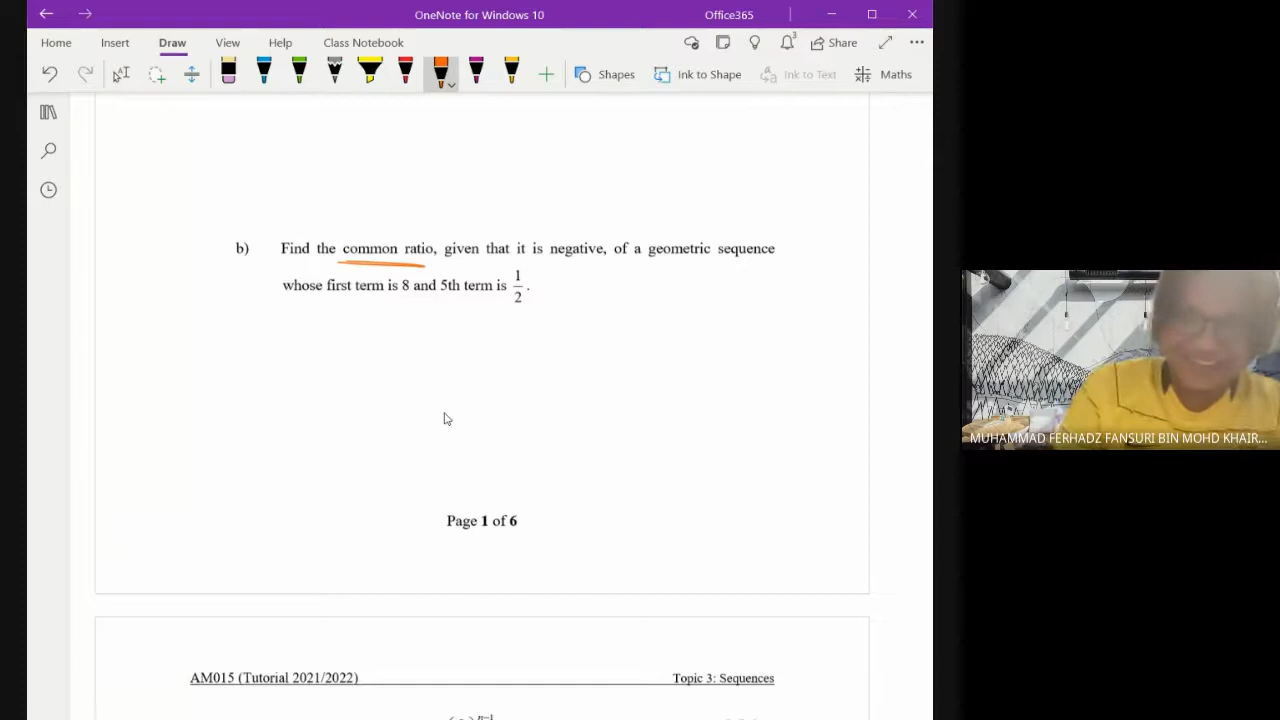 OneNote for Windows 10
Office365
Home Insert Draw View Help Class Notebook
3
Share
Shapes Ink to Shape Ink to Text Maths
b) Find the common ratio, given that it is negative, of a geometric sequence
whose first term is 8 and 5th term is 1/2.
Page 1 of 6
AM015 (Tutorial 2021/2022) Topic 3: Sequences
n−1
MUHAMMAD FERHADZ FANSURI BIN MOHD KHAIR...